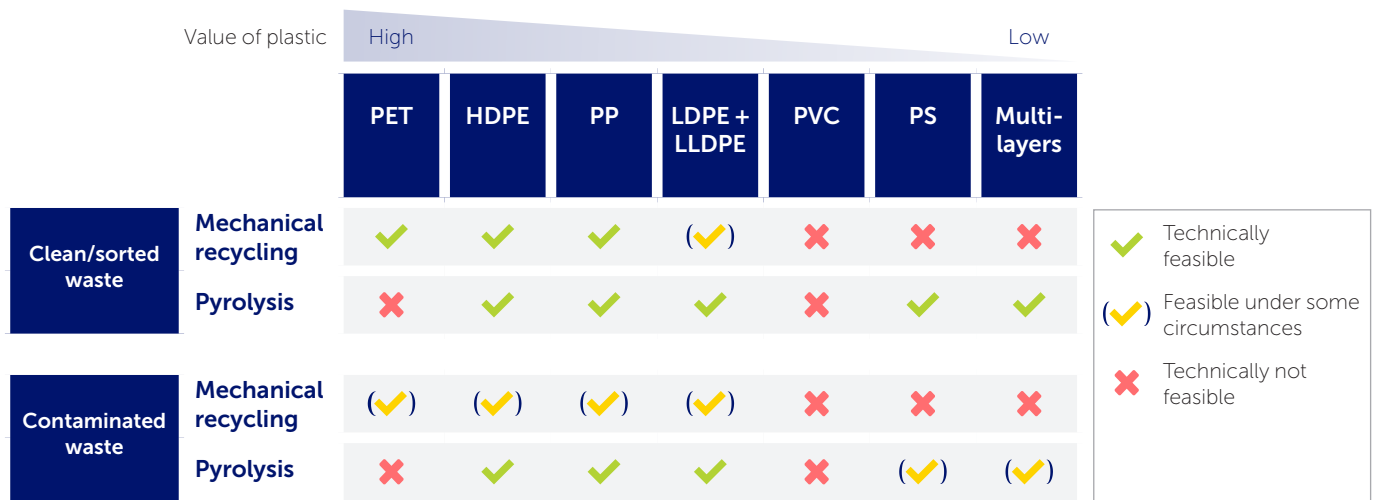 Value of plastic High Low
PET HDPE PP LDPE + PVC PS Multi-
LLDPE layers
Clean/sorted
waste
Mechanical
recycling
Pyrolysis
Contaminated
waste
Mechanical
recycling
Pyrolysis
Technically
feasible
Feasible under some
circumstances
Technically not
feasible